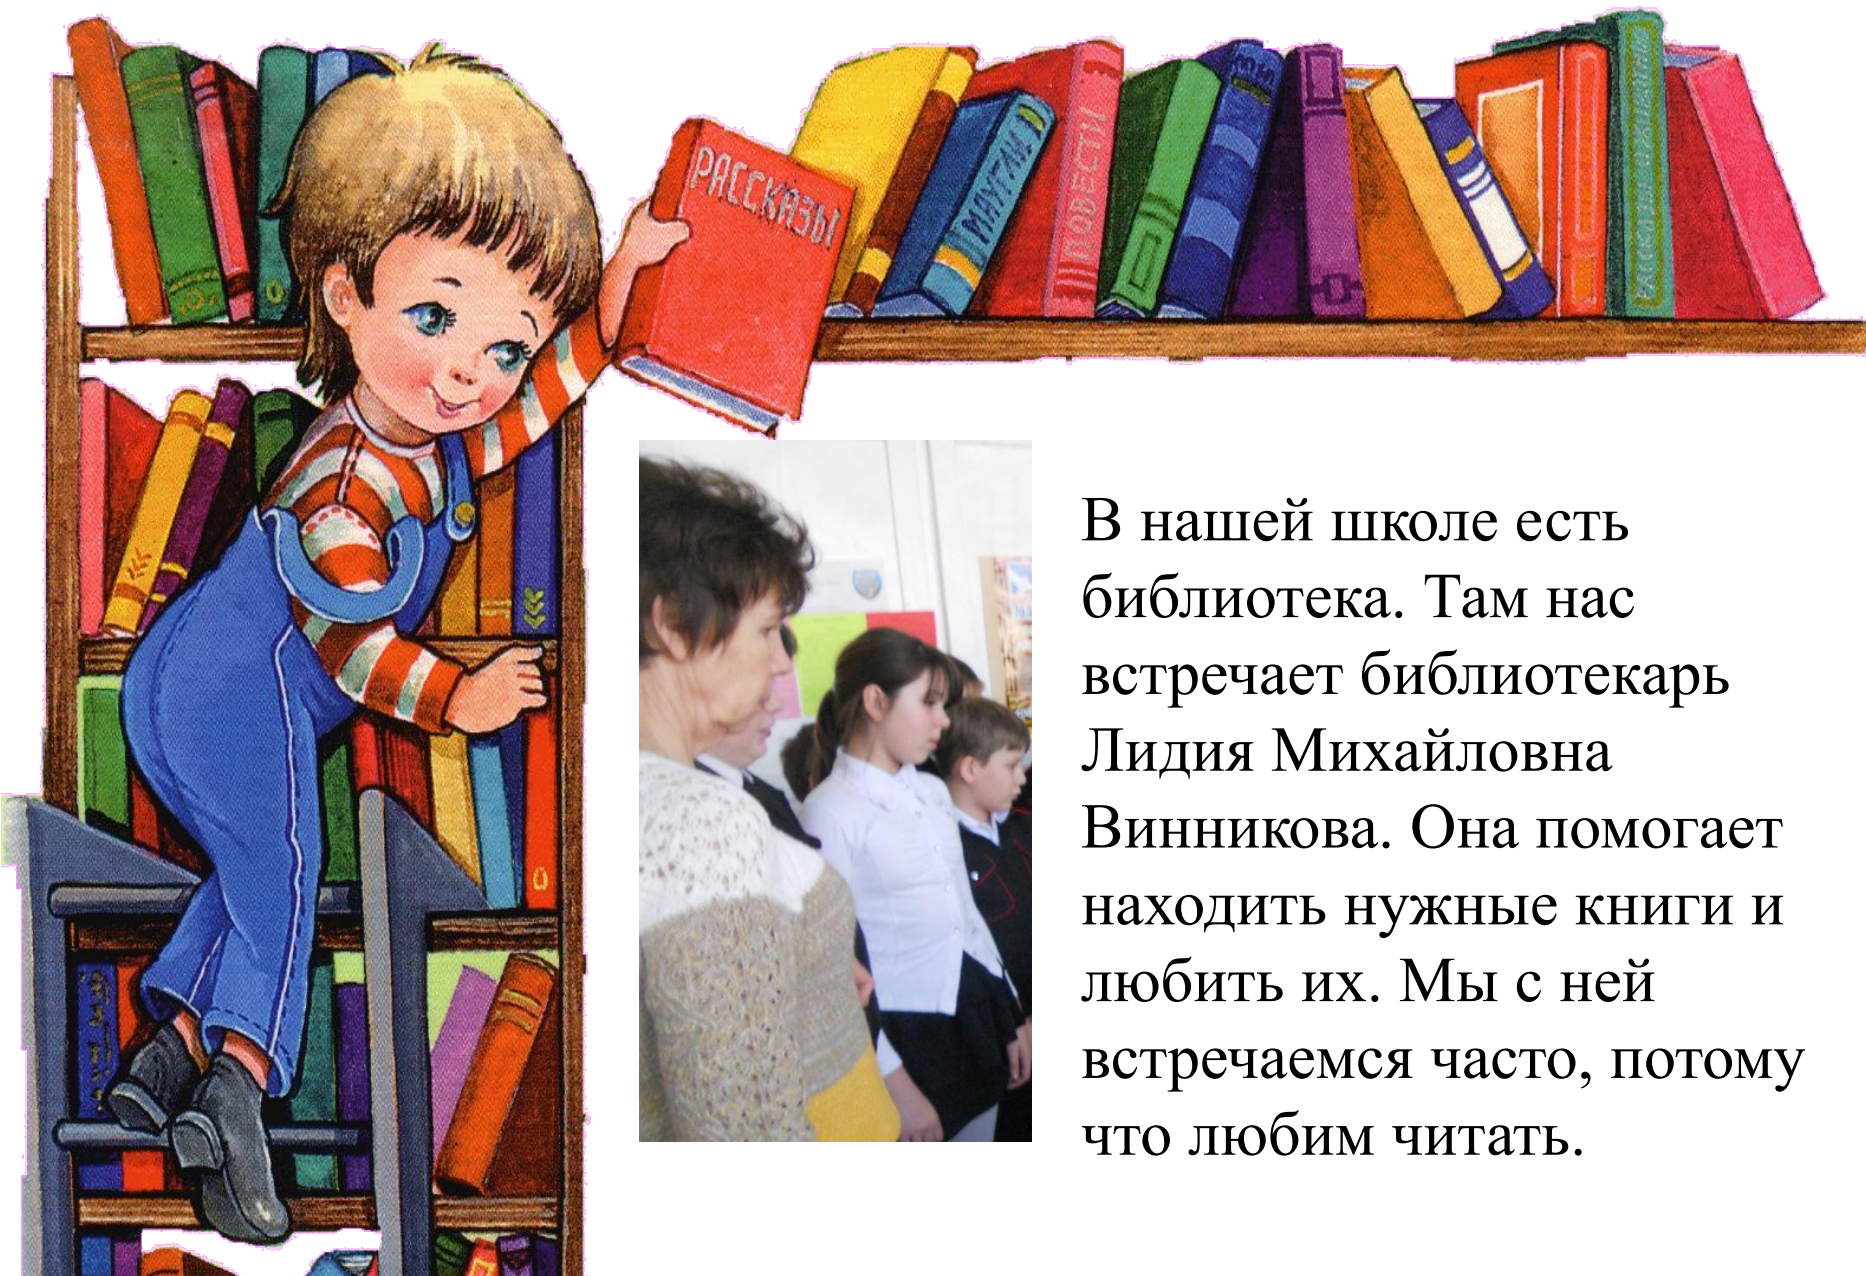 РАССКАЗЫ
МАУГЛИ
ПОВЕСТИ
В нашей школе есть
библиотека. Там нас
встречает библиотекарь
Лидия Михайловна
Винникова. Она помогает
находить нужные книги и
любить их. Мы с ней
встречаемся часто, потому
что любим читать.